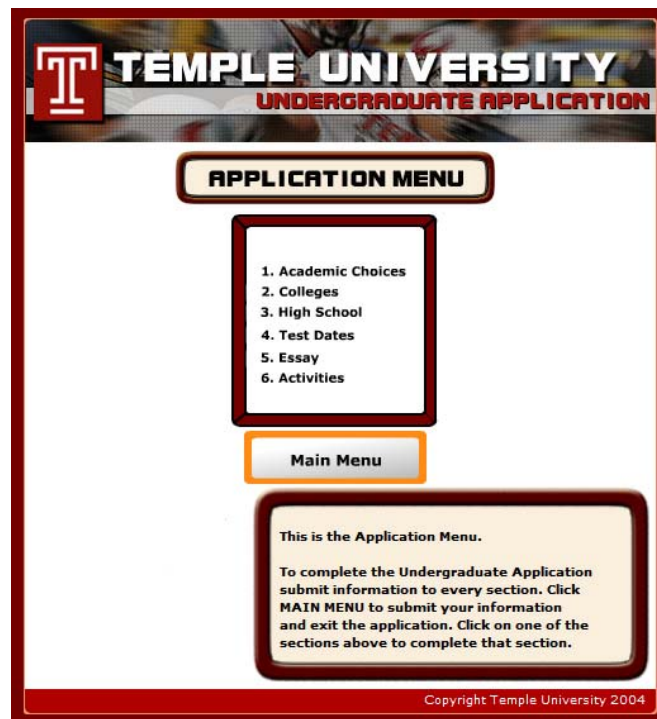 TEMPLE UNIVERSITY
UNDERGRADUATE APPLICATION
APPLICATION MENU
1. Academic Choices
2. Colleges
3. High School
4. Test Dates
5. Essay
6. Activities
Main Menu
This is the Application Menu.
To complete the Undergraduate Application
submit information to every section. Click
MAIN MENU to submit your information
and exit the application. Click on one of the
sections above to complete that section.
Copyright Temple University 2004